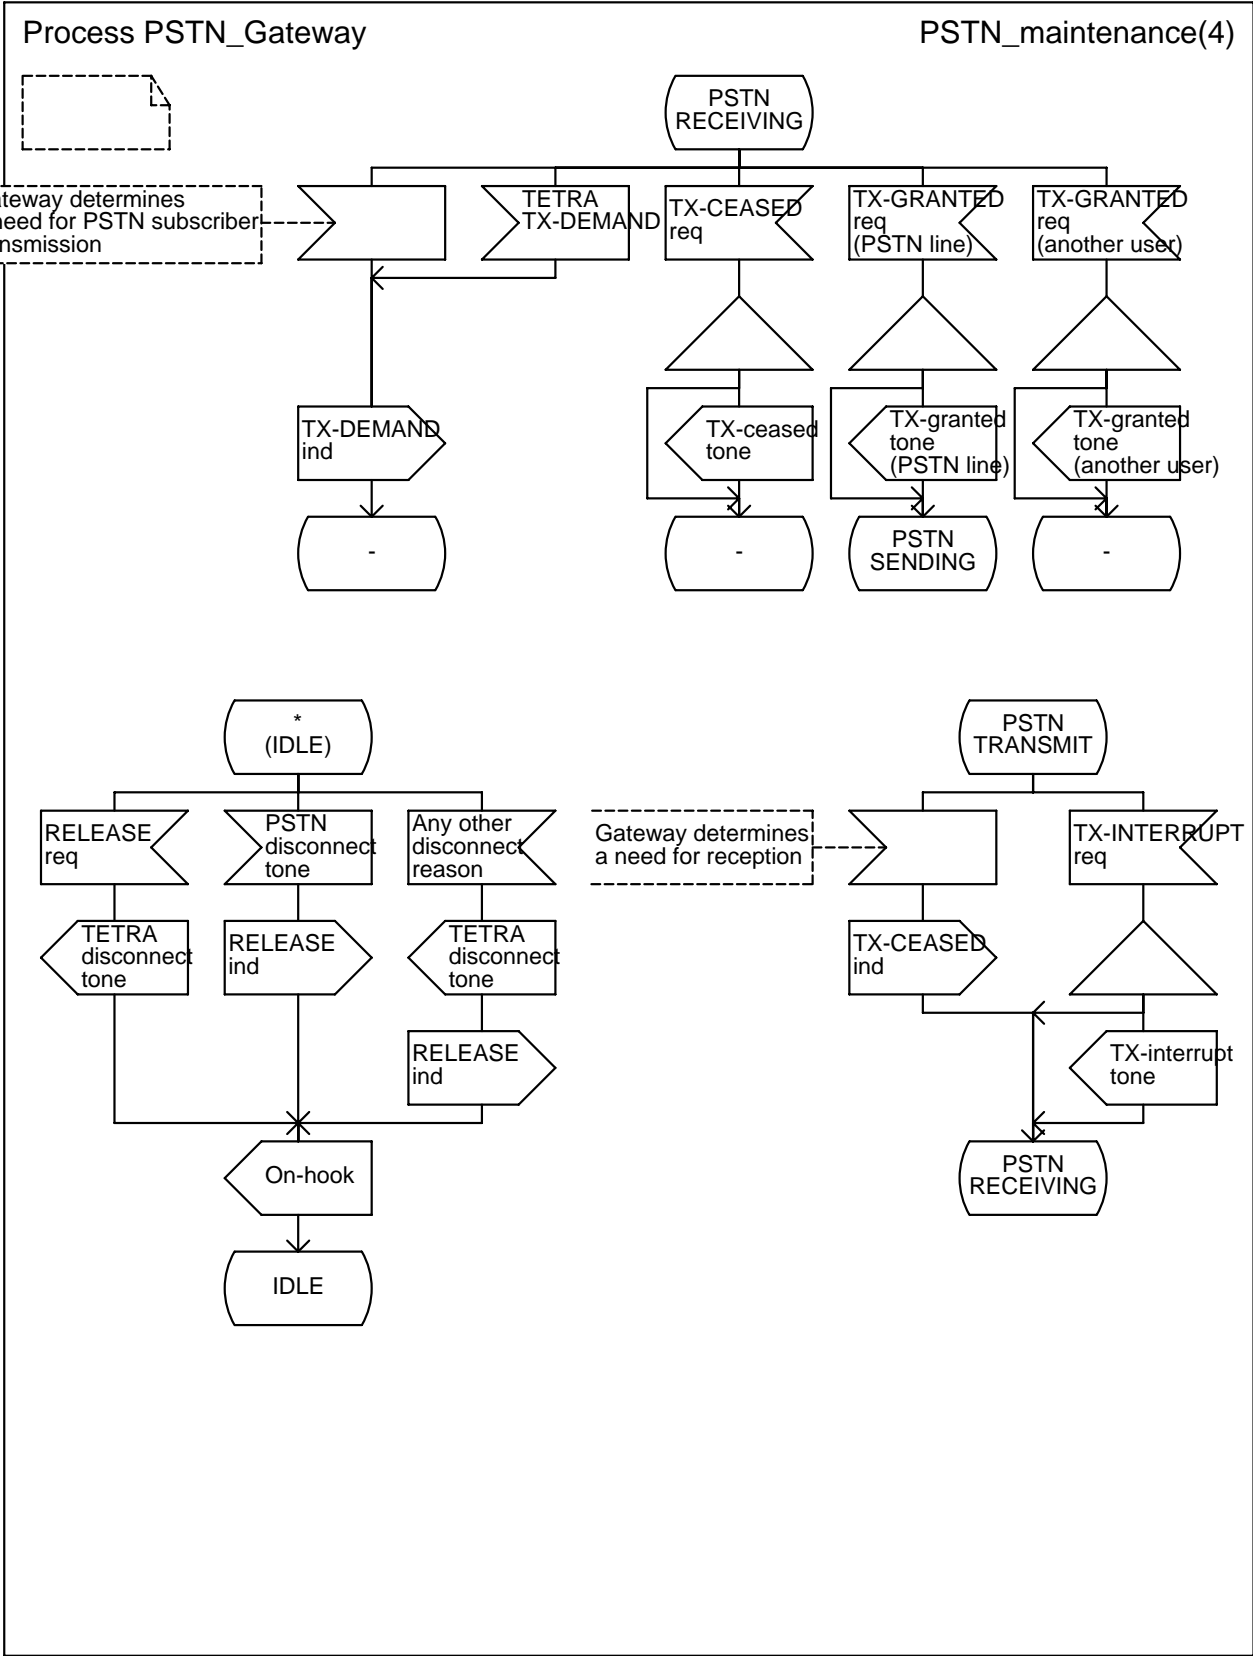 Process PSTN_Gateway
PSTN_maintenance(4)
PSTN
RECEIVING
ateway determines
need for PSTN subscriber
nsmission
TETRA
TX-DEMAND
TX-CEASED
req
TX-GRANTED
req
(PSTN line)
TX-GRANTED
req
(another user)
TX-DEMAND
ind
TX-ceased
tone
TX-granted
tone
(PSTN line)
TX-granted
tone
(another user)
-
-
PSTN
SENDING
-
*
(IDLE)
PSTN
TRANSMIT
RELEASE
req
PSTN
disconnect
tone
Any other
disconnect
reason
Gateway determines
a need for reception
TX-INTERRUPT
req
TETRA
disconnect
tone
RELEASE
ind
TETRA
disconnect
tone
TX-CEASED
ind
RELEASE
ind
TX-interrupt
tone
On-hook
PSTN
RECEIVING
IDLE